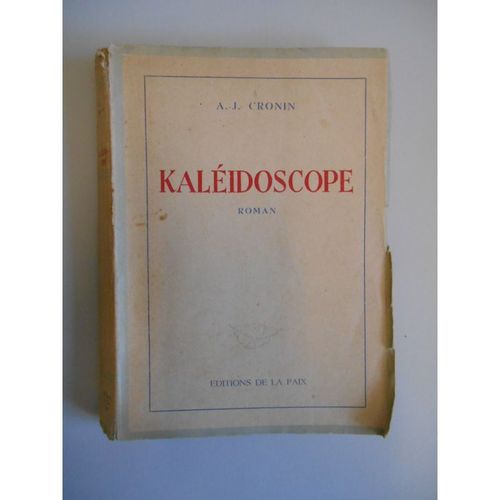 A.-J. CRONIN
KALÉIDOSCOPE
ROMAN
EDITIONS DE LA PAIX